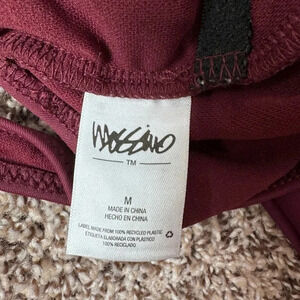 mossimo
TM
M
MADE IN CHINA
HECHO EN CHINA
LABEL MADE FROM 100% RECYCLED PLASTIC
ETIQUETA ELABORADA CON PLÁSTICO
100% RECICLADO